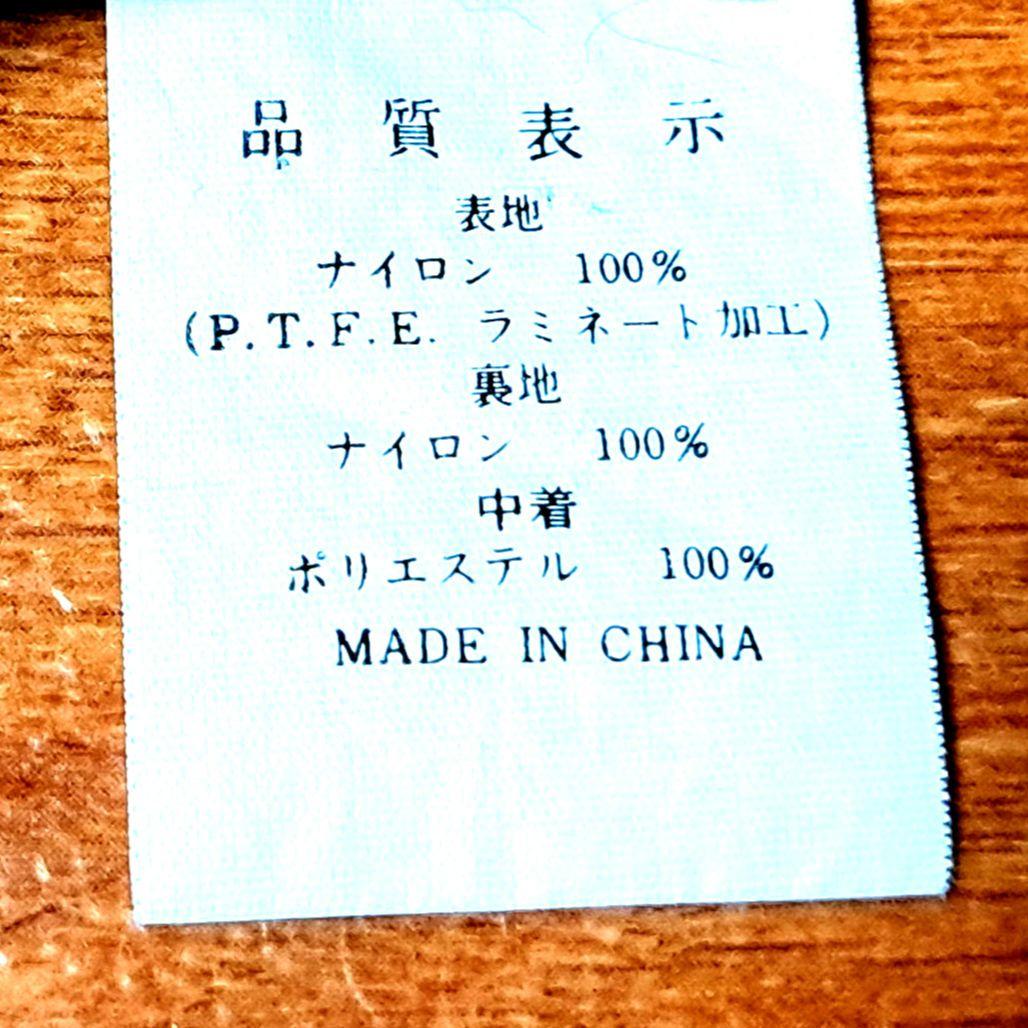 品質表示
表地
ナイロン 100%
(P.T.F.E. ラミネート加工)
裏地
ナイロン 100%
中着
ポリエステル 100%
MADE IN CHINA